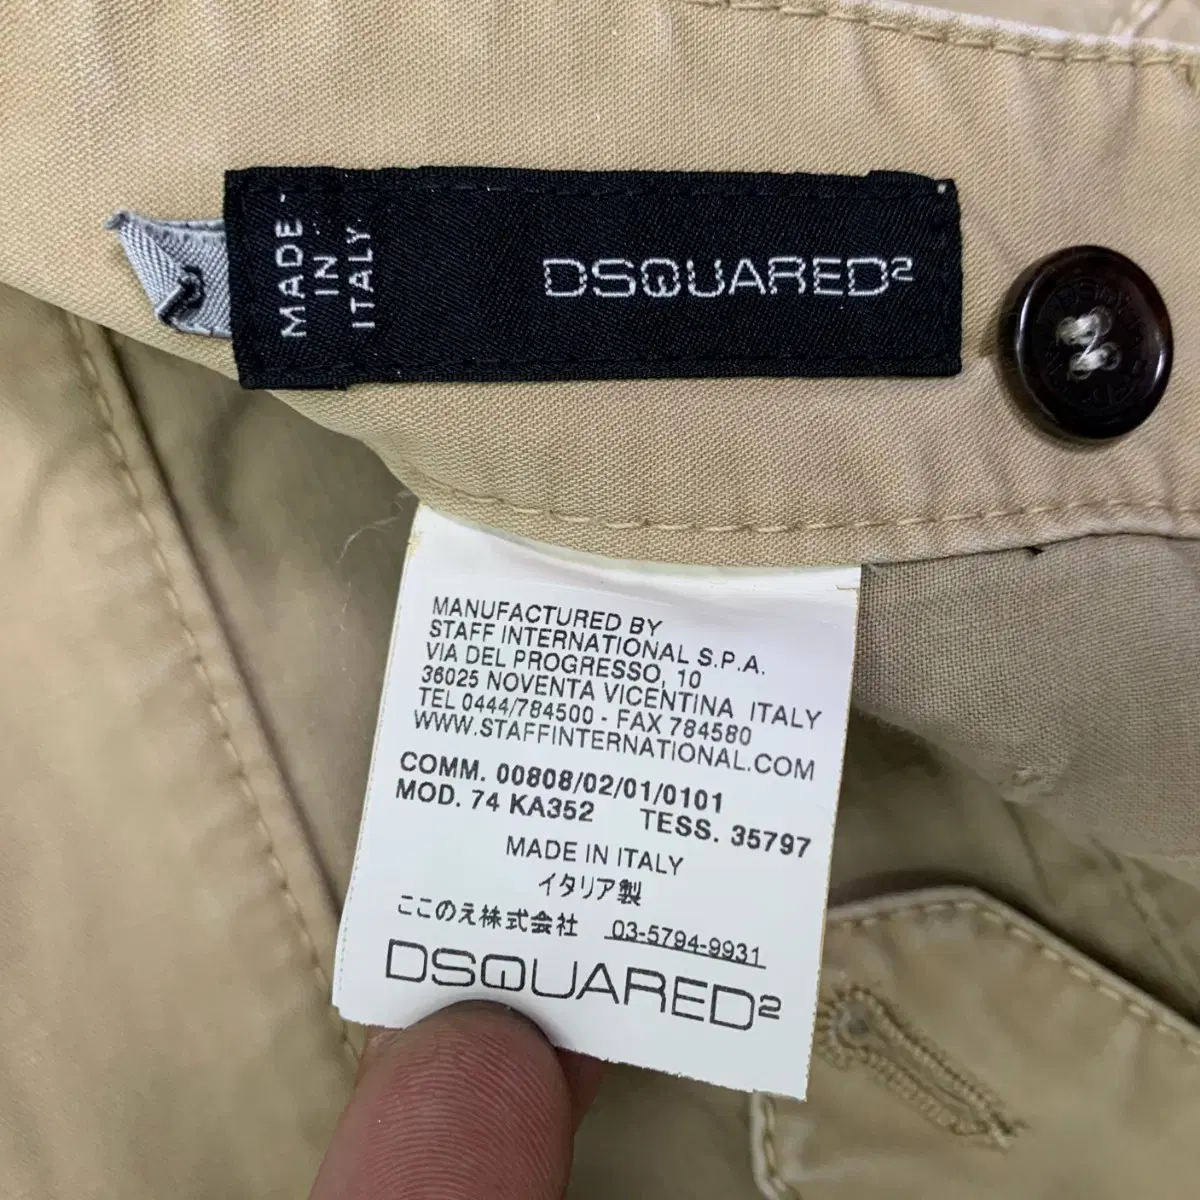 MADE
IN
ITALY
DSQUARED2
MANUFACTURED BY
STAFF INTERNATIONAL S.P.A.
VIA DEL PROGRESSO, 10
36025 NOVENTA VICENTINA ITALY
TEL 0444/784500 - FAX 784580
WWW.STAFFINTERNATIONAL.COM
COMM. 00808/02/01/0101
MOD. 74 KA352 TESS. 35797
MADE IN ITALY
イタリア製
ここのえ株式会社 03-5794-9931
DSQUARED2